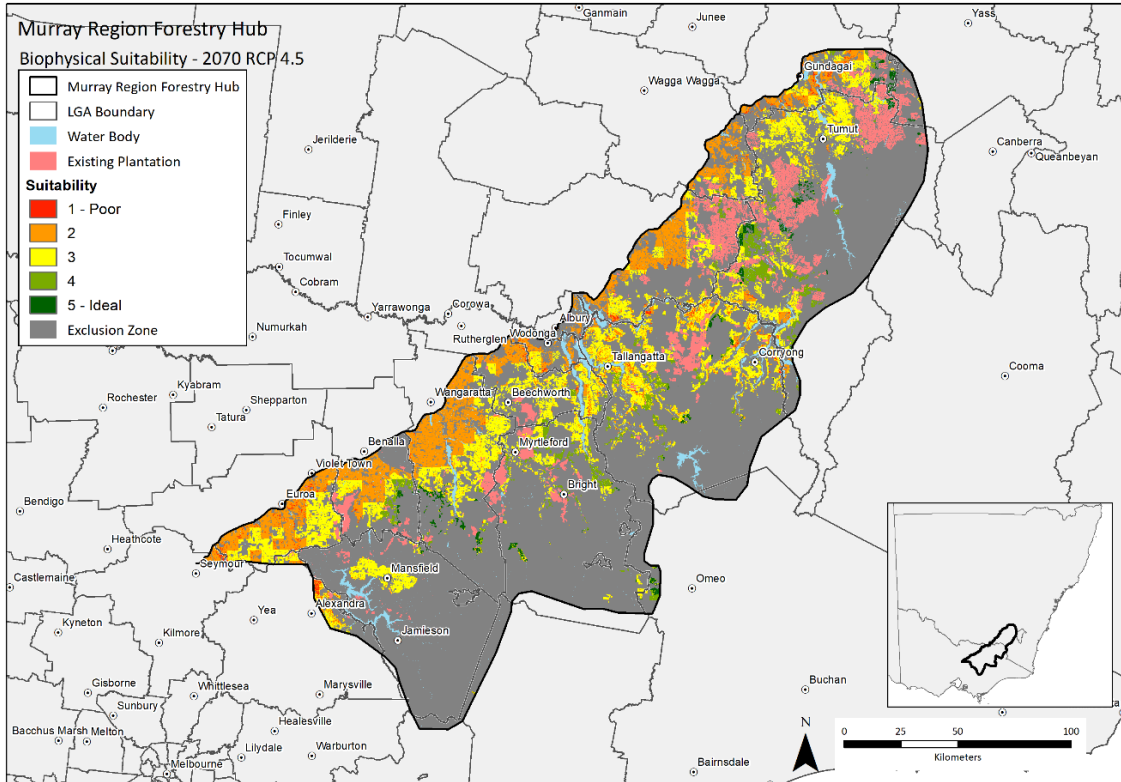 Murray Region Forestry Hub
Biophysical Suitability - 2070 RCP 4.5
Murray Region Forestry Hub
LGA Boundary
Water Body
Existing Plantation
Suitability
1 - Poor
2
3
4
5 - Ideal
Exclusion Zone
Ganmain
Junee
Yass
Gundagai
Wagga Wagga
Tumut
Jerilderie
Canberra
Queanbeyan
Finley
Tocumwal
Cobram
Yarrawonga
Corowa
Albury
Numurkah
Rutherglen
Wodonga
Tallangatta
Corryong
Cooma
Kyabram
Rochester
Shepparton
Wangaratta
Beechworth
Tatura
Benalla
Myrtleford
Violet Town
Bright
Bendigo
Euroa
Heathcote
Seymour
Castlemaine
Mansfield
Omeo
Yea
Alexandra
Kyneton
Kilmore
Jamieson
Gisborne
Whittlesea
Marysville
Buchan
Sunbury
Healesville
Bacchus Marsh
Melton
Lilydale
Warburton
Melbourne
Bairnsdale
N
0 25 50 100
Kilometers